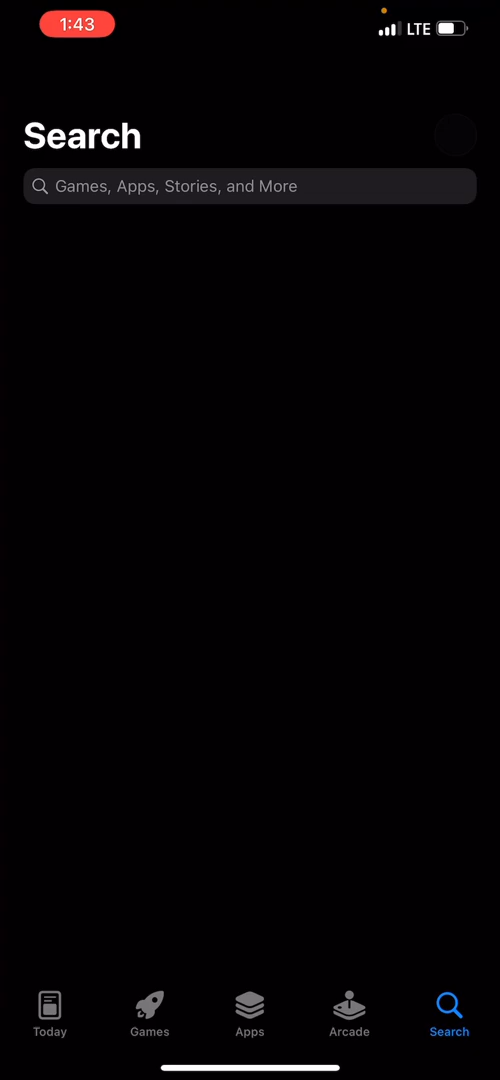 1:43
LTE
Search
Games, Apps, Stories, and More
Today
Games
Apps
Arcade
Search